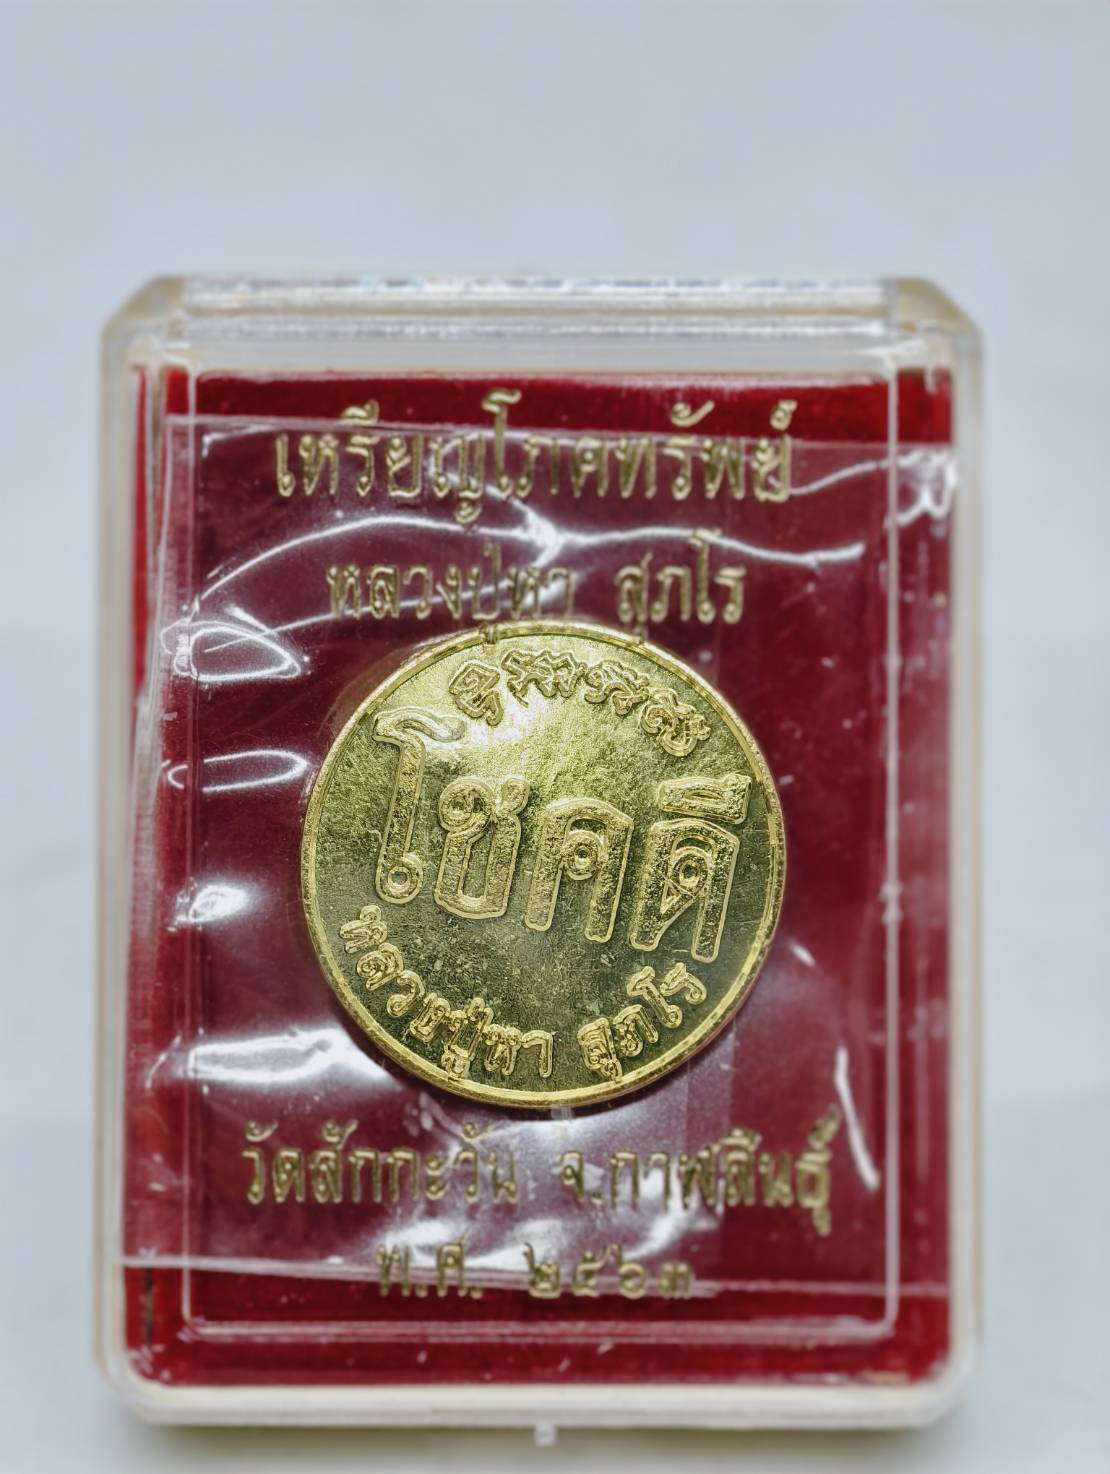 เหรียญโภคทรัพย์
หลวงปู่หา สุภโร
โชคดี
หลวงปู่หา สุภโร
วัดสักกะวัน จ.กาฬสินธุ์
พ.ศ. ๒๕๖๓